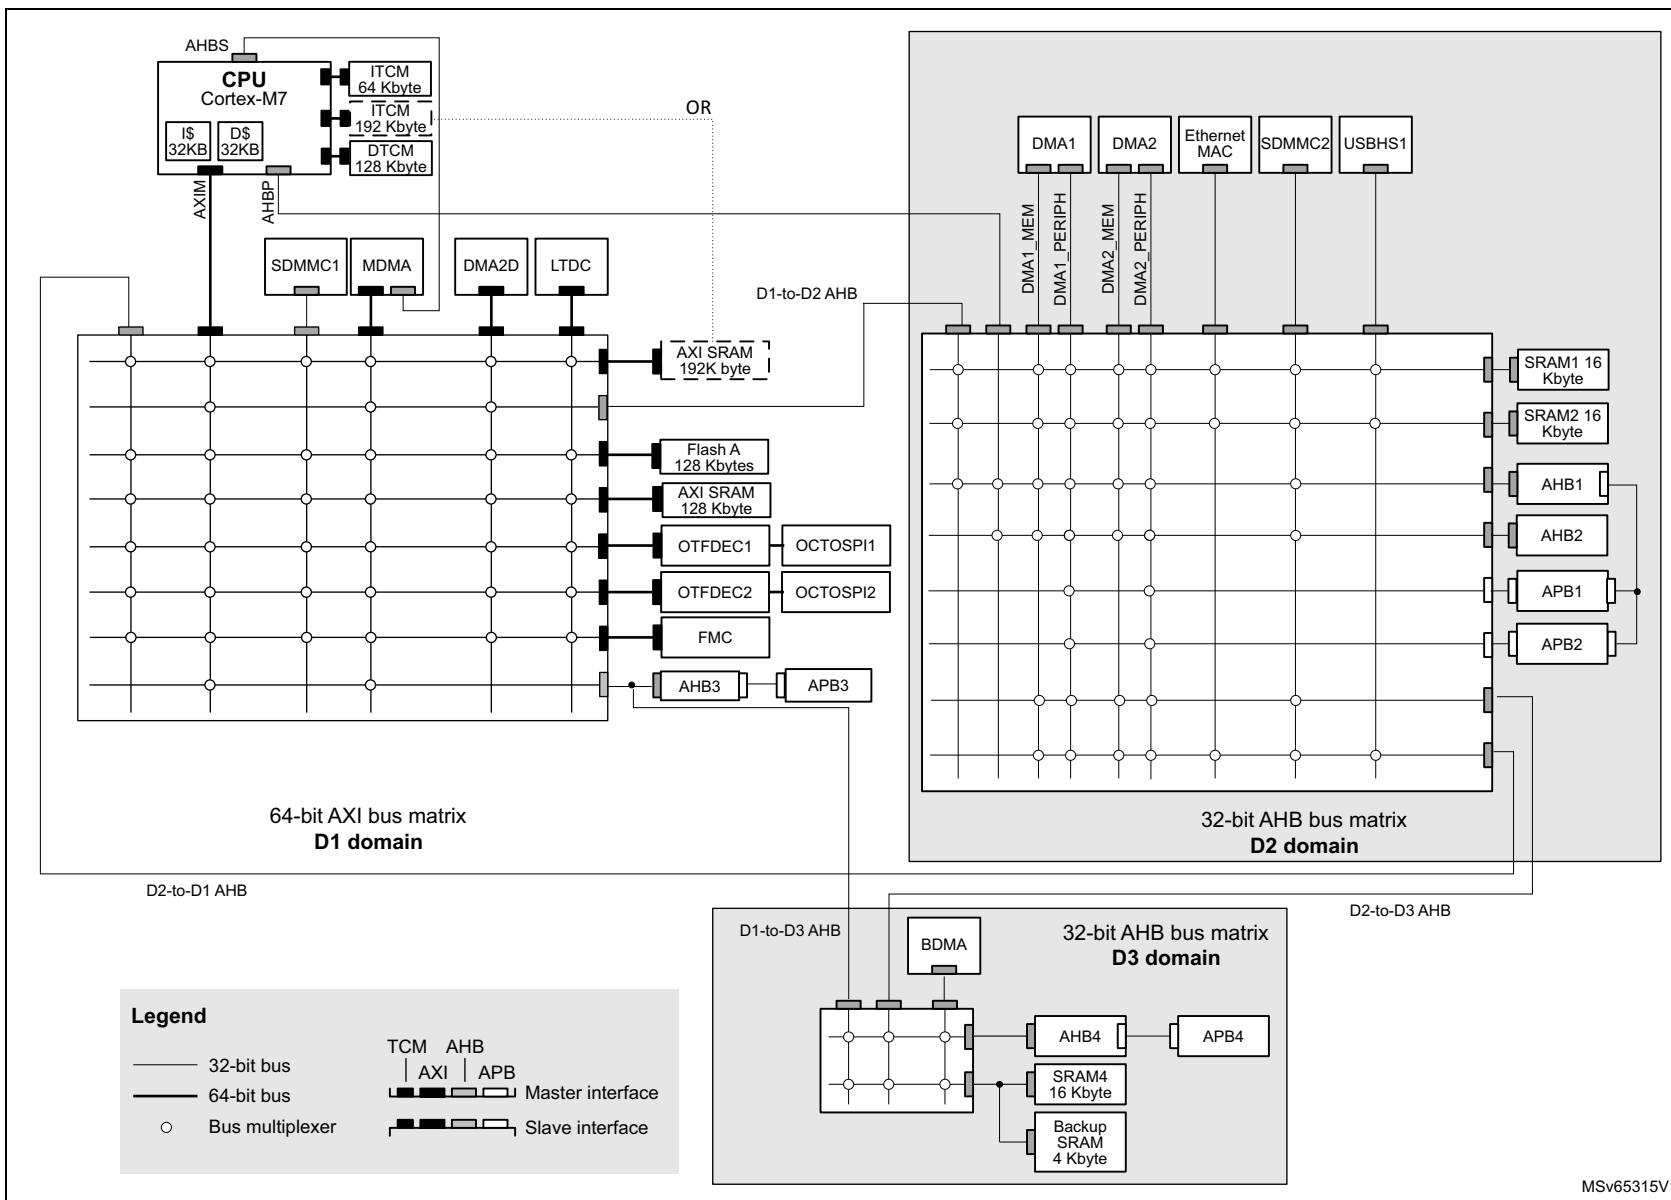 AHBS
CPU
Cortex-M7
I$
32KB
D$
32KB
ITCM
64 Kbyte
ITCM
192 Kbyte
DTCM
128 Kbyte
OR
AXIM
AHBP
SDMMC1
MDMA
DMA2D
LTDC
D1-to-D2 AHB
AXI SRAM
192K byte
Flash A
128 Kbytes
AXI SRAM
128 Kbyte
OTFDEC1
OCTOSPI1
OTFDEC2
OCTOSPI2
FMC
AHB3
APB3
64-bit AXI bus matrix
D1 domain
DMA1
DMA2
Ethernet
MAC
SDMMC2
USBHS1
DMA1_MEM
DMA1_PERIPH
DMA2_MEM
DMA2_PERIPH
SRAM1 16
Kbyte
SRAM2 16
Kbyte
AHB1
AHB2
APB1
APB2
32-bit AHB bus matrix
D2 domain
D2-to-D1 AHB
D2-to-D3 AHB
D1-to-D3 AHB
BDMA
32-bit AHB bus matrix
D3 domain
AHB4
APB4
SRAM4
16 Kbyte
Backup
SRAM
4 Kbyte
Legend
32-bit bus
64-bit bus
Bus multiplexer
TCM
AHB
AXI
APB
Master interface
Slave interface
MSv65315V